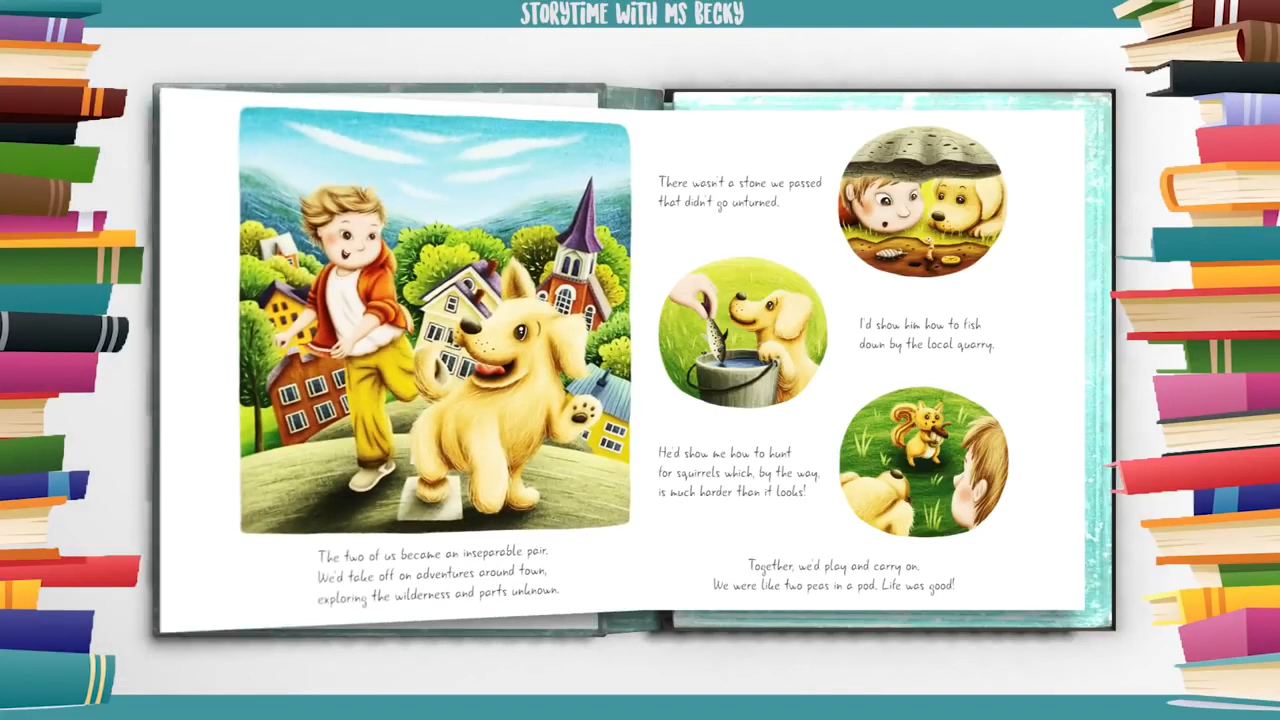 STORYTIME WITH MS BECKY
The two of us became an inseparable pair.
We'd take off on adventures around town,
exploring the wilderness and parts unknown.
There wasn't a stone we passed
that didn't go unturned.
I'd show him how to fish
down by the local quarry.
He'd show me how to hunt
for squirrels which, by the way,
is much harder than it looks!
Together, we'd play and carry on.
We were like two peas in a pod. Life was good!